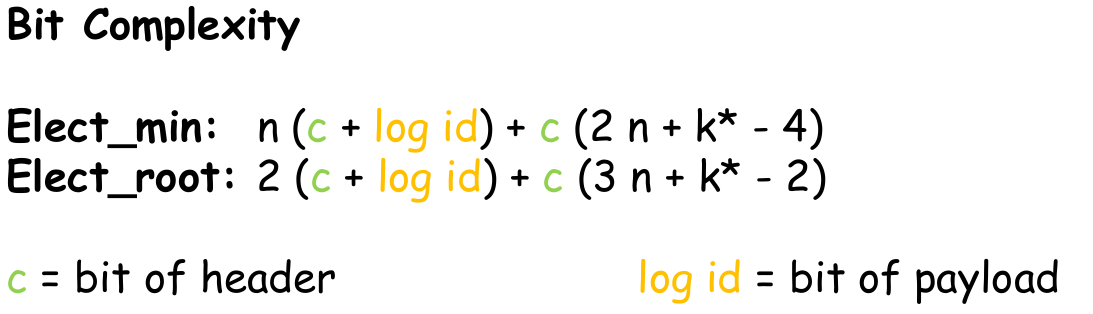 Bit Complexity
Elect_min: n (c + log id) + c (2 n + k* - 4)
Elect_root: 2 (c + log id) + c (3 n + k* - 2)
c = bit of header log id = bit of payload